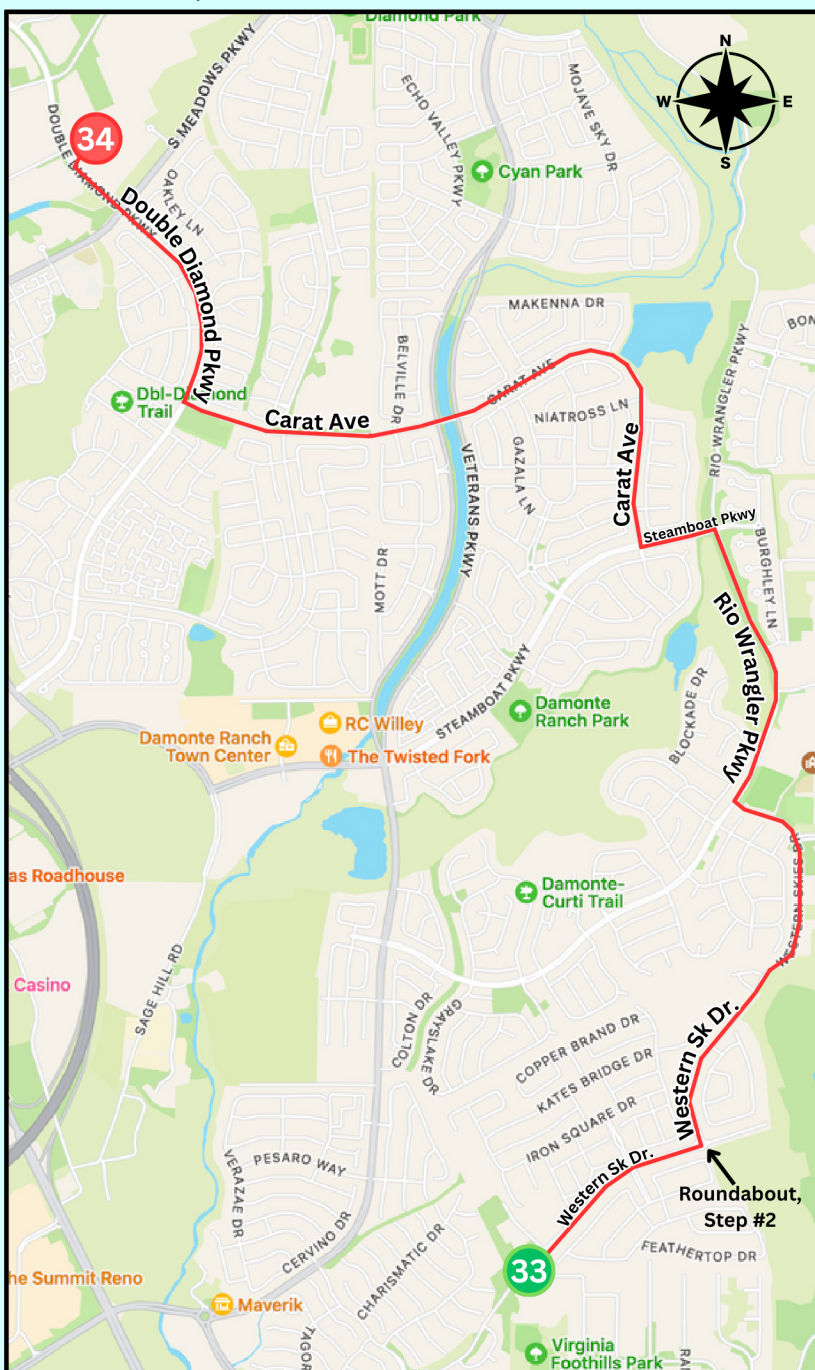 Diamond Park
S MEADOWS PKWY
ECHO VALLEY PKWY
MOJAVE SKY DR
N
W
E
S
DOUBLE DIAMOND PKWY
34
Cyan Park
OAKLEY LN
Double Diamond Pkwy
MAKENNA DR
RIO WRANGLER PKWY
BELVILLE DR
CARAT AVE
Dbl-Diamond
Trail
Carat Ave
NIATROSS LN
GAZALA LN
Carat Ave
VETERANS PKWY
Steamboat Pkwy
BURGHLEY LN
MOTT DR
Rio Wrangler Pkwy
STEAMBOAT PKWY
BLOCKADE DR
Damonte
Ranch Park
RC Willey
Damonte Ranch
Town Center
The Twisted Fork
as Roadhouse
Damonte-
Curti Trail
WESTERN SKIES DR
Casino
SAGE HILL RD
COLTON DR
GRAYSLAKE DR
Western Sk Dr.
COPPER BRAND DR
KATES BRIDGE DR
IRON SQUARE DR
PESARO WAY
VERAZAE DR
Western Sk Dr.
Roundabout,
Step #2
CERVINO DR
CHARISMATIC DR
FEATHERTOP DR
33
he Summit Reno
Maverik
Virginia
Foothills Park